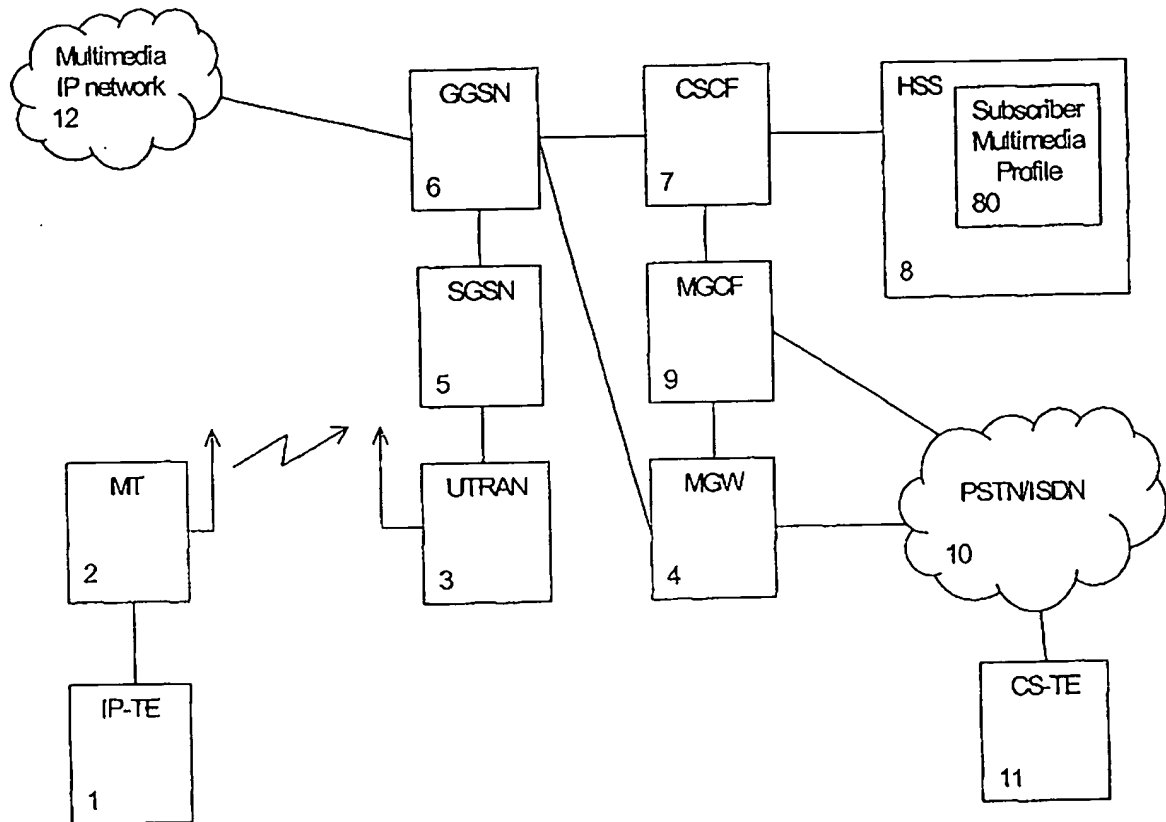 Multimedia
IP network
12
GGSN
6
CSCF
7
HSS
Subscriber
Multimedia
Profile
80
8
SGSN
5
MGCF
9
MT
2
UTRAN
3
MGW
4
PSTN/ISDN
10
IP-TE
1
CS-TE
11